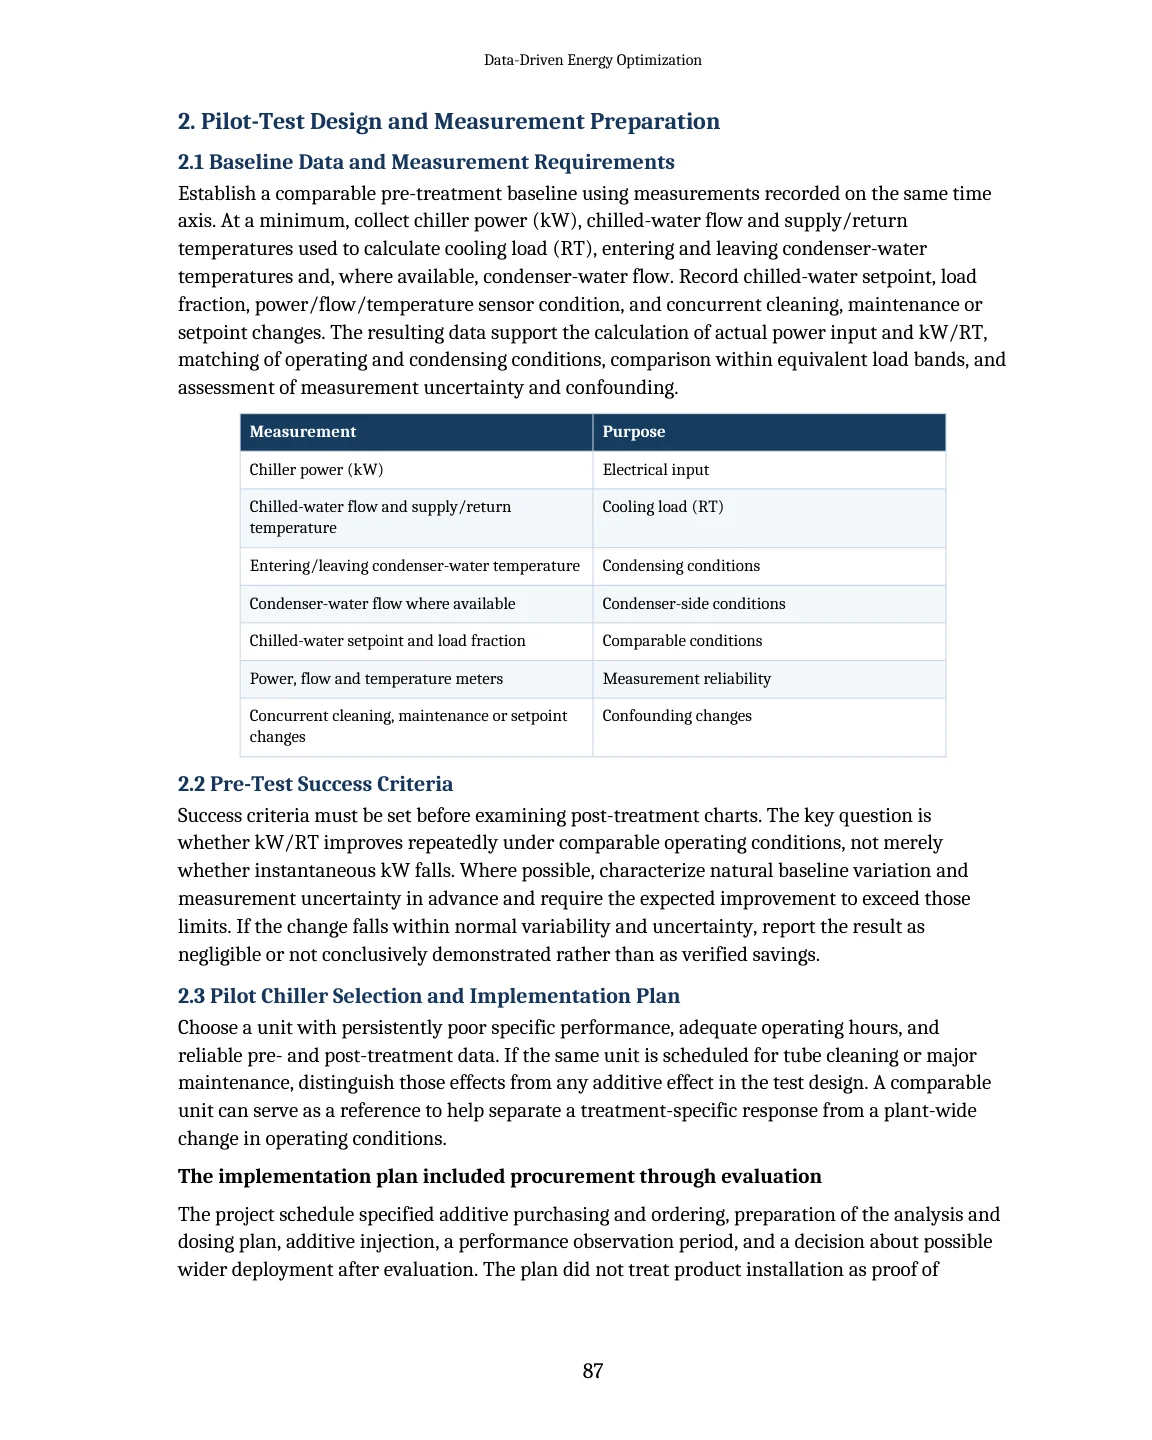 Data-Driven Energy Optimization
2. Pilot-Test Design and Measurement Preparation
2.1 Baseline Data and Measurement Requirements
Establish a comparable pre-treatment baseline using measurements recorded on the same time
axis. At a minimum, collect chiller power (kW), chilled-water flow and supply/return
temperatures used to calculate cooling load (RT), entering and leaving condenser-water
temperatures and, where available, condenser-water flow. Record chilled-water setpoint, load
fraction, power/flow/temperature sensor condition, and concurrent cleaning, maintenance or
setpoint changes. The resulting data support the calculation of actual power input and kW/RT,
matching of operating and condensing conditions, comparison within equivalent load bands, and
assessment of measurement uncertainty and confounding.
Measurement Purpose
Chiller power (kW) Electrical input
Chilled-water flow and supply/return Cooling load (RT)
temperature
Entering/leaving condenser-water temperature Condensing conditions
Condenser-water flow where available Condenser-side conditions
Chilled-water setpoint and load fraction Comparable conditions
Power, flow and temperature meters Measurement reliability
Concurrent cleaning, maintenance or setpoint Confounding changes
changes
2.2 Pre-Test Success Criteria
Success criteria must be set before examining post-treatment charts. The key question is
whether kW/RT improves repeatedly under comparable operating conditions, not merely
whether instantaneous kW falls. Where possible, characterize natural baseline variation and
measurement uncertainty in advance and require the expected improvement to exceed those
limits. If the change falls within normal variability and uncertainty, report the result as
negligible or not conclusively demonstrated rather than as verified savings.
2.3 Pilot Chiller Selection and Implementation Plan
Choose a unit with persistently poor specific performance, adequate operating hours, and
reliable pre- and post-treatment data. If the same unit is scheduled for tube cleaning or major
maintenance, distinguish those effects from any additive effect in the test design. A comparable
unit can serve as a reference to help separate a treatment-specific response from a plant-wide
change in operating conditions.
The implementation plan included procurement through evaluation
The project schedule specified additive purchasing and ordering, preparation of the analysis and
dosing plan, additive injection, a performance observation period, and a decision about possible
wider deployment after evaluation. The plan did not treat product installation as proof of
87